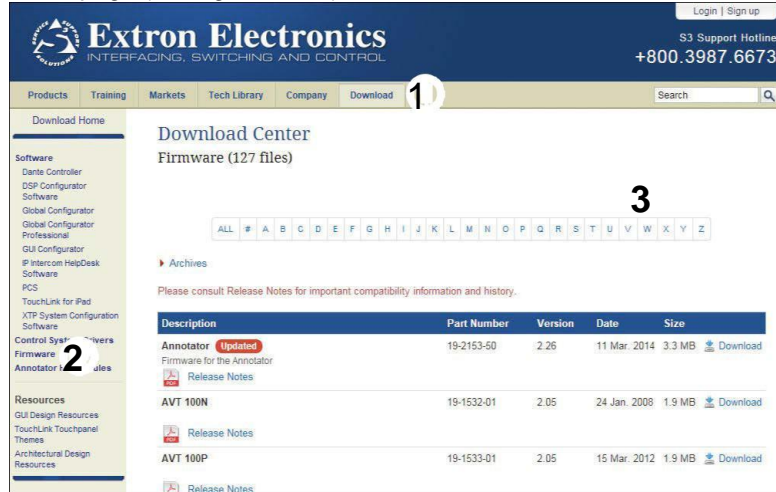 Login | Sign up
SERVICE SUPPORT SOLUTIONS
Extron Electronics
INTERFACING, SWITCHING AND CONTROL
S3 Support Hotline
+800.3987.6673
Products Training Markets Tech Library Company Download 1 Search
Download Home
Software
Dante Controller
DSP Configurator
Software
Global Configurator
Global Configurator
Professional
GUI Configurator
IP Intercom HelpDesk
Software
PCS
TouchLink for iPad
XTP System Configuration
Software
Control System Drivers
Firmware 2
Annotator
Resources
GUI Design Resources
TouchLink Touchpanel
Themes
Architectural Design
Resources
Download Center
Firmware (127 files)
3
ALL # A B C D E F G H I J K L M N O P Q R S T U V W X Y Z
Archives
Please consult Release Notes for important compatibility information and history.
Description Part Number Version Date Size
Annotator Updated 19-2153-50 2.26 11 Mar. 2014 3.3 MB Download
Firmware for the Annotator
PDF Release Notes
AVT 100N 19-1532-01 2.05 24 Jan. 2008 1.9 MB Download
PDF Release Notes
AVT 100P 19-1533-01 2.05 15 Mar. 2012 1.9 MB Download
Release Notes